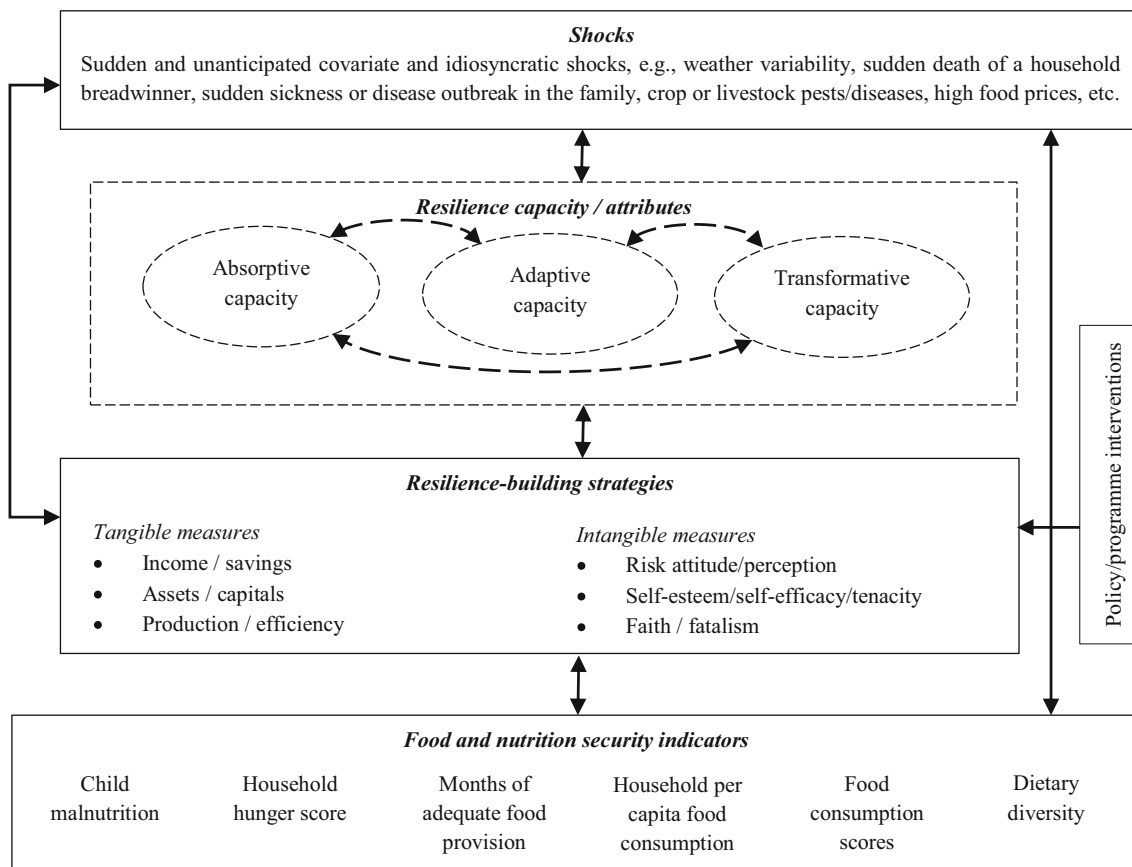 Shocks
Sudden and unanticipated covariate and idiosyncratic shocks, e.g., weather variability, sudden death of a household
breadwinner, sudden sickness or disease outbreak in the family, crop or livestock pests/diseases, high food prices, etc.
Resilience capacity / attributes
Absorptive
capacity
Adaptive
capacity
Transformative
capacity
Policy/programme interventions
Resilience-building strategies
Tangible measures
● Income / savings
● Assets / capitals
● Production / efficiency
Intangible measures
● Risk attitude/perception
● Self-esteem/self-efficacy/tenacity
● Faith / fatalism
Food and nutrition security indicators
Child
malnutrition
Household
hunger score
Months of
adequate food
provision
Household per
capita food
consumption
Food
consumption
scores
Dietary
diversity